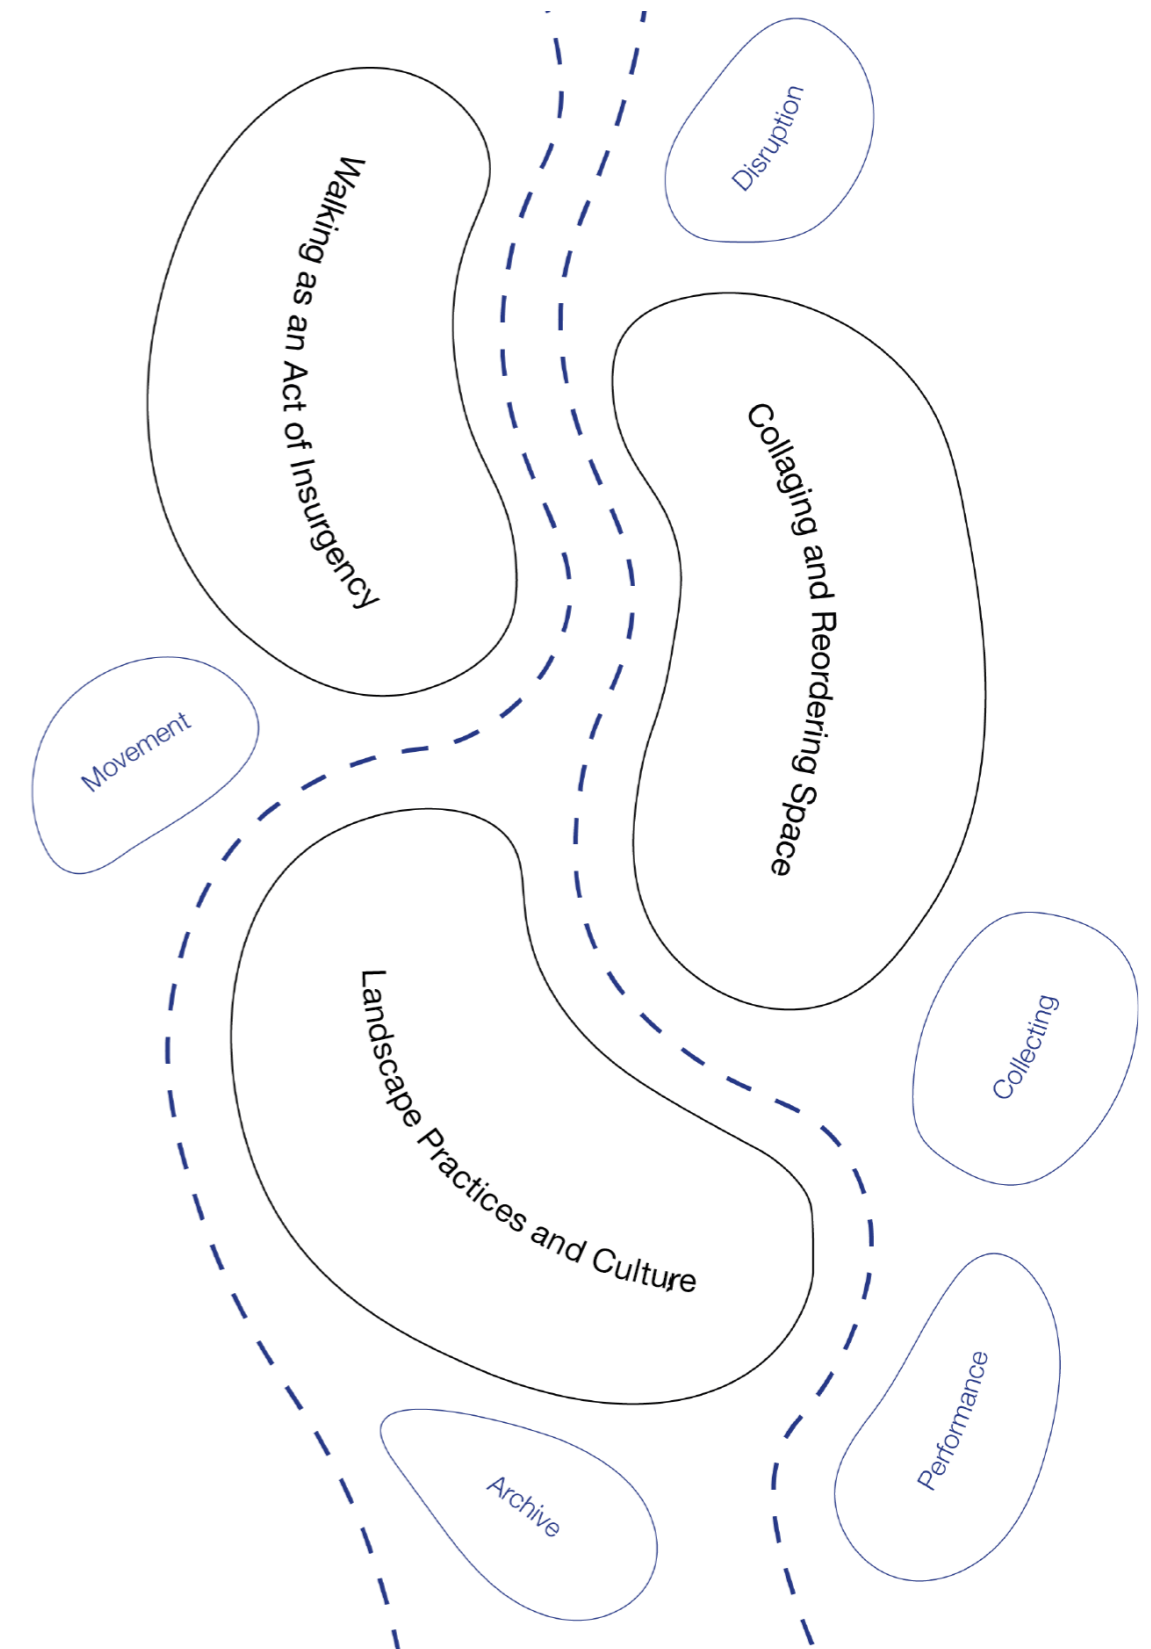 Disruption
Walking as an Act of Insurgency
Collaging and Reordering Space
Movement
Landscape Practices and Culture
Collecting
Performance
Archive